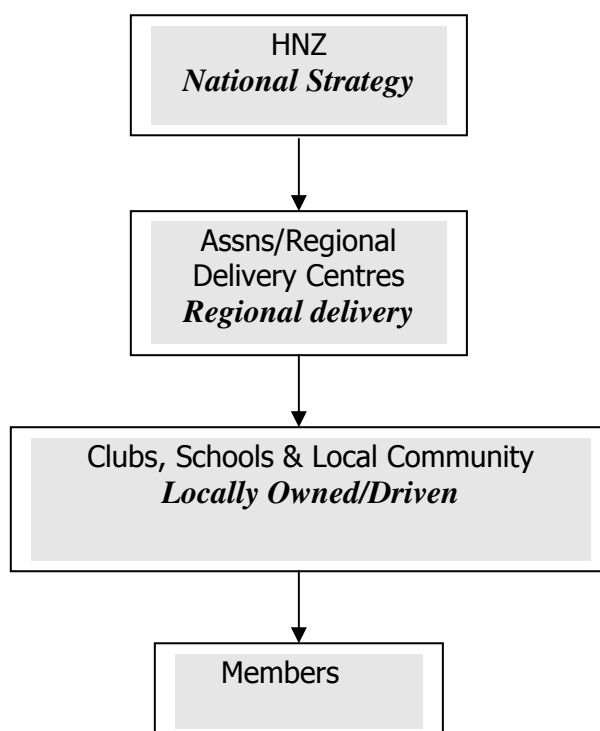 HNZ
National Strategy
Assns/Regional
Delivery Centres
Regional delivery
Clubs, Schools & Local Community
Locally Owned/Driven
Members